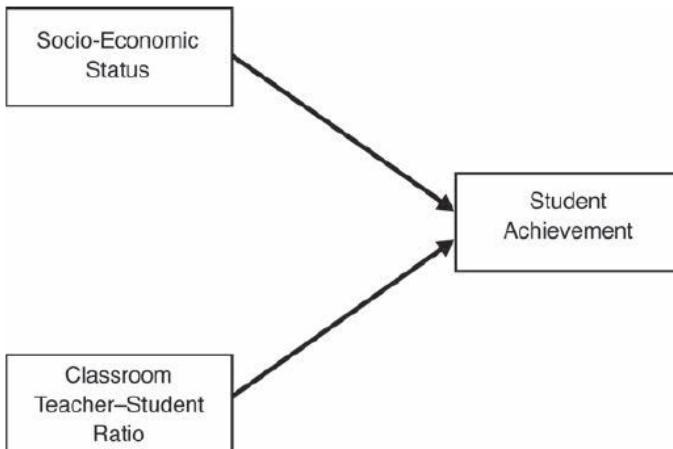 Socio-Economic
Status
Student
Achievement
Classroom
Teacher–Student
Ratio